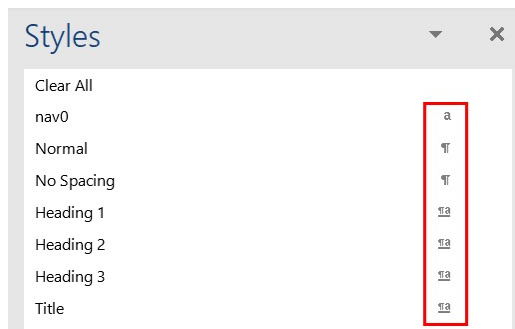 Styles
Clear All
nav0 a
Normal ¶
No Spacing ¶
Heading 1 ¶a
Heading 2 ¶a
Heading 3 ¶a
Title ¶a